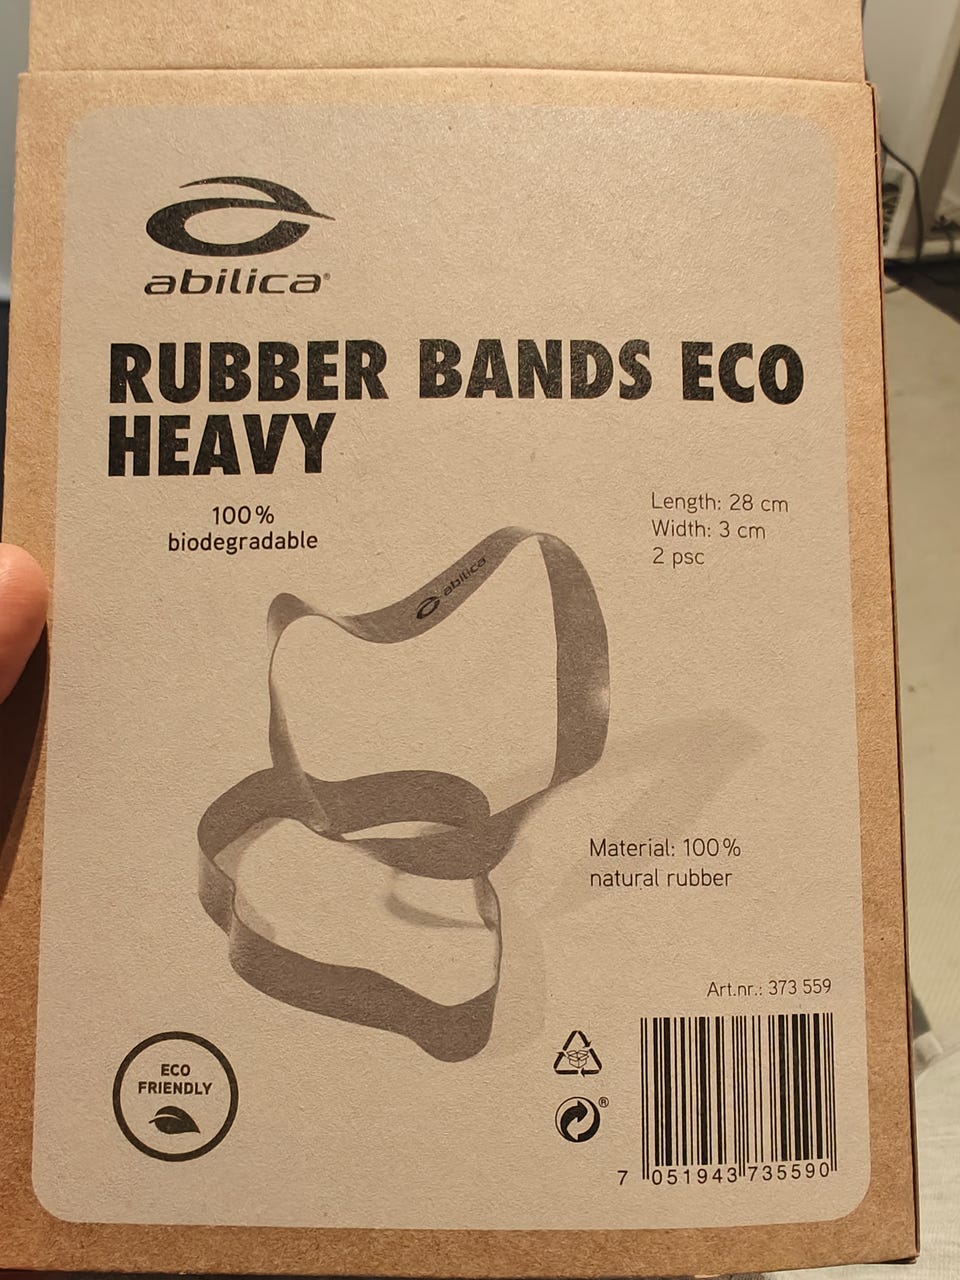 abilica®
RUBBER BANDS ECO
HEAVY
100%
biodegradable
Length: 28 cm
Width: 3 cm
2 psc
abilica
Material: 100%
natural rubber
Art.nr.: 373 559
ECO
FRIENDLY
®
7 051943 735590